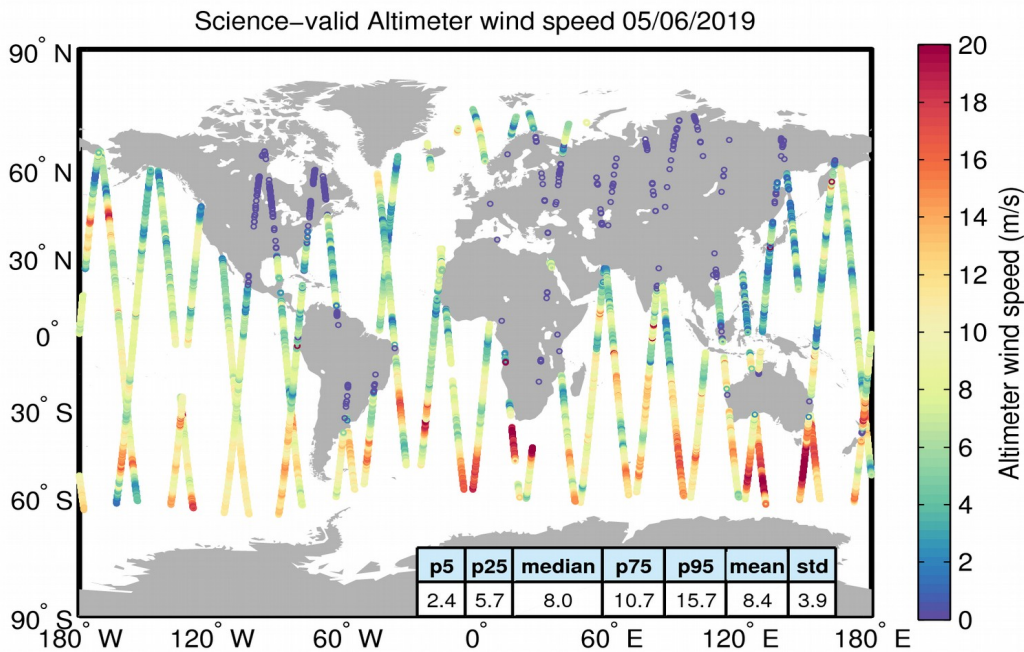 Science−valid Altimeter wind speed 05/06/2019
90° N
60° N
30° N
0°
30° S
60° S
90° S
180° W
120° W
60° W
0°
60° E
120° E
180° E
p5 p25 median p75 p95 mean std
2.4 5.7 8.0 10.7 15.7 8.4 3.9
20
18
16
14
12
10
8
6
4
2
0
Altimeter wind speed (m/s)